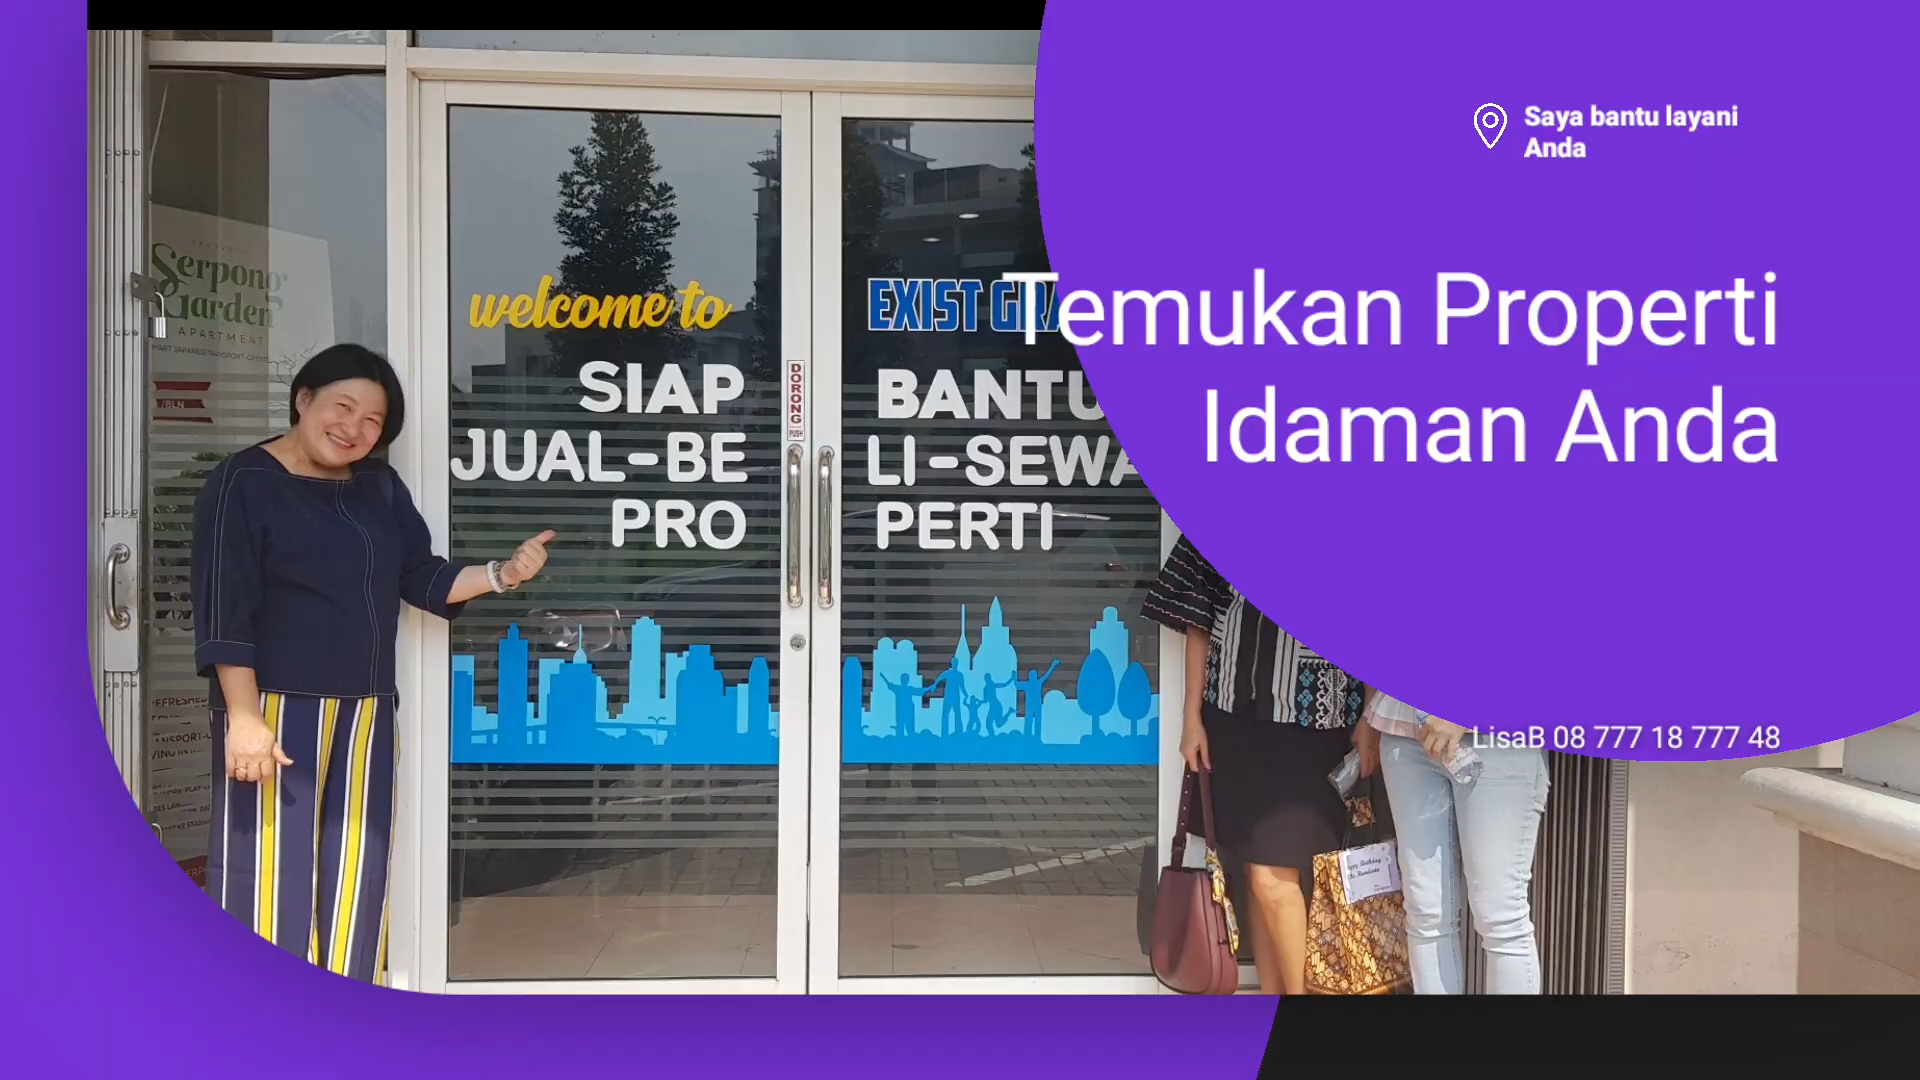 Saya bantu layani
Anda
Temukan Properti
Idaman Anda
LisaB 08 777 18 777 48
Serpong
Garden
APARTMENT
welcome to
EXIST
SIAP BANTU
JUAL-BE LI-SEWA
PRO PERTI
DORONG
PUSH
/BLN